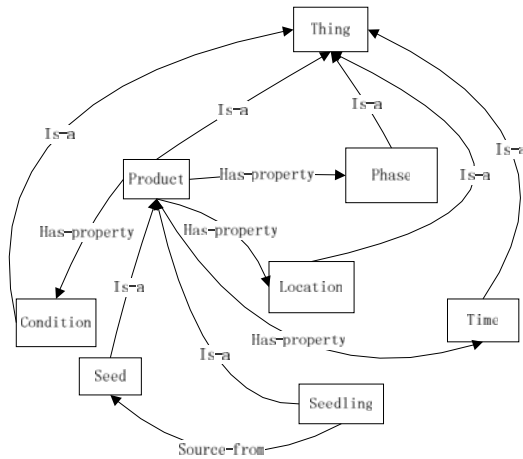 Thing
Is-a
Is-a
Is-a
Is-a
Is-a
Product
Has-property
Phase
Has-property
Has-property
Location
Is-a
Condition
Time
Has-property
Is-a
Seed
Seedling
Source-from